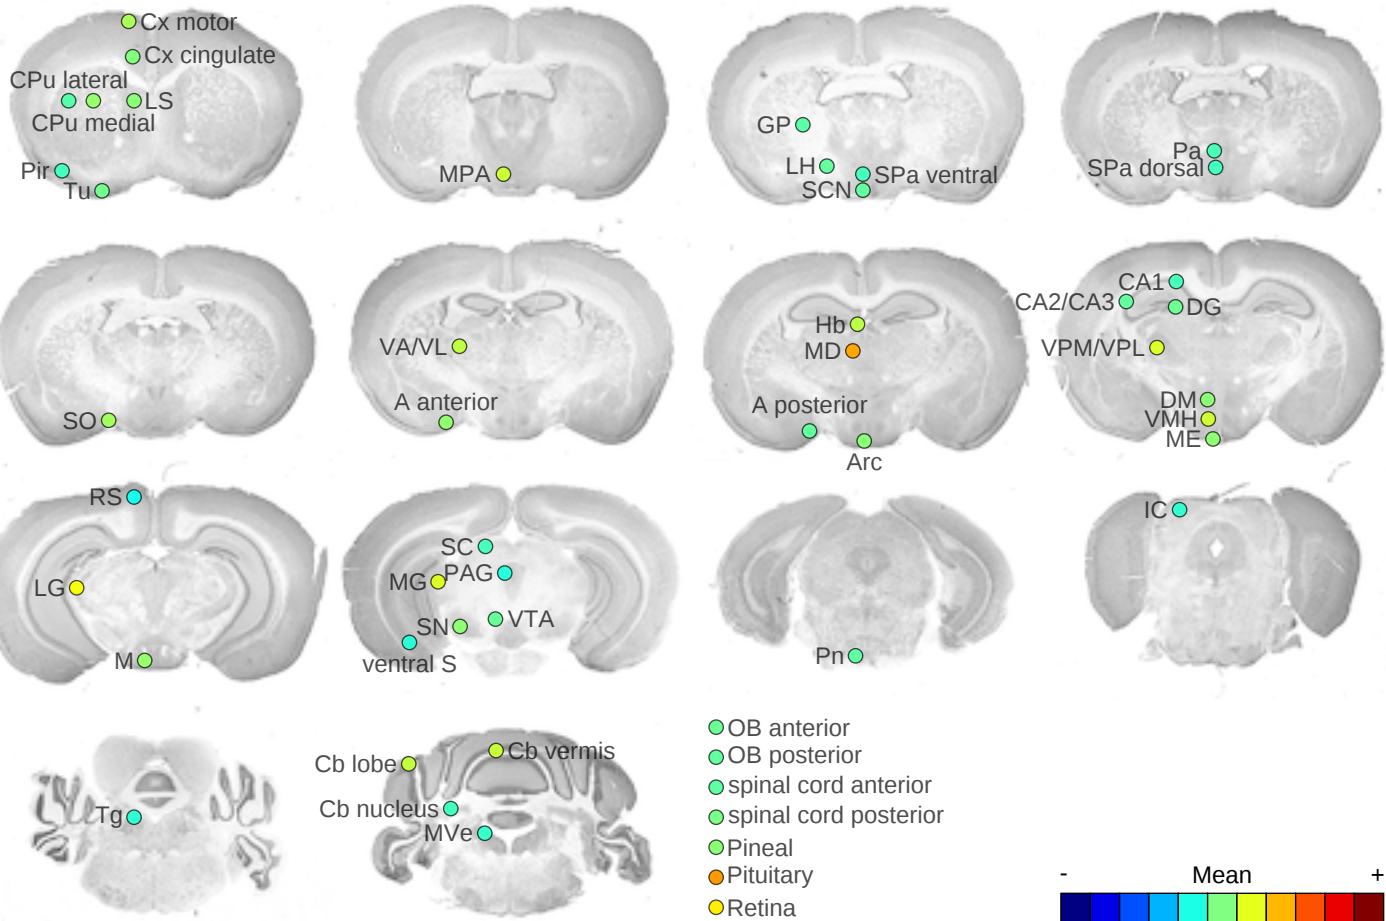 Cx motor
Cx cingulate
CPu lateral
LS
CPu medial
Pir
Tu
MPA
GP
LH
SPa ventral
SCN
Pa
SPa dorsal
SO
VA/VL
A anterior
Hb
MD
A posterior
Arc
CA1
CA2/CA3
DG
VPM/VPL
DM
VMH
ME
RS
LG
M
SC
PAG
MG
VTA
SN
ventral S
Pn
IC
Tg
Cb vermis
Cb lobe
Cb nucleus
MVe
OB anterior
OB posterior
spinal cord anterior
spinal cord posterior
Pineal
Pituitary
Retina
- Mean +